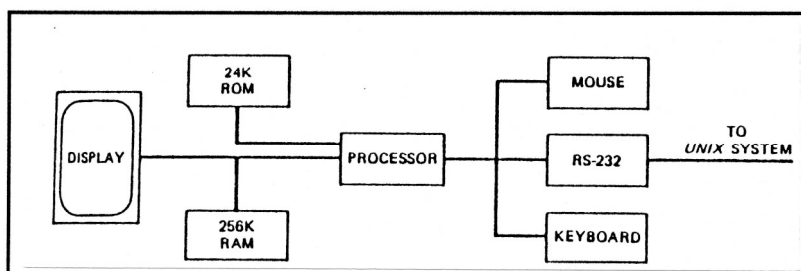 24K
ROM
MOUSE
DISPLAY
PROCESSOR
RS-232
TO
UNIX SYSTEM
256K
RAM
KEYBOARD